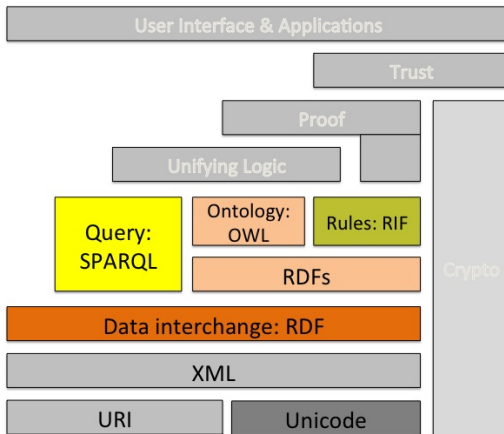 User Interface & Applications
Trust
Proof
Unifying Logic
Query:
SPARQL
Ontology:
OWL
Rules: RIF
RDFs
Crypto
Data interchange: RDF
XML
URI
Unicode